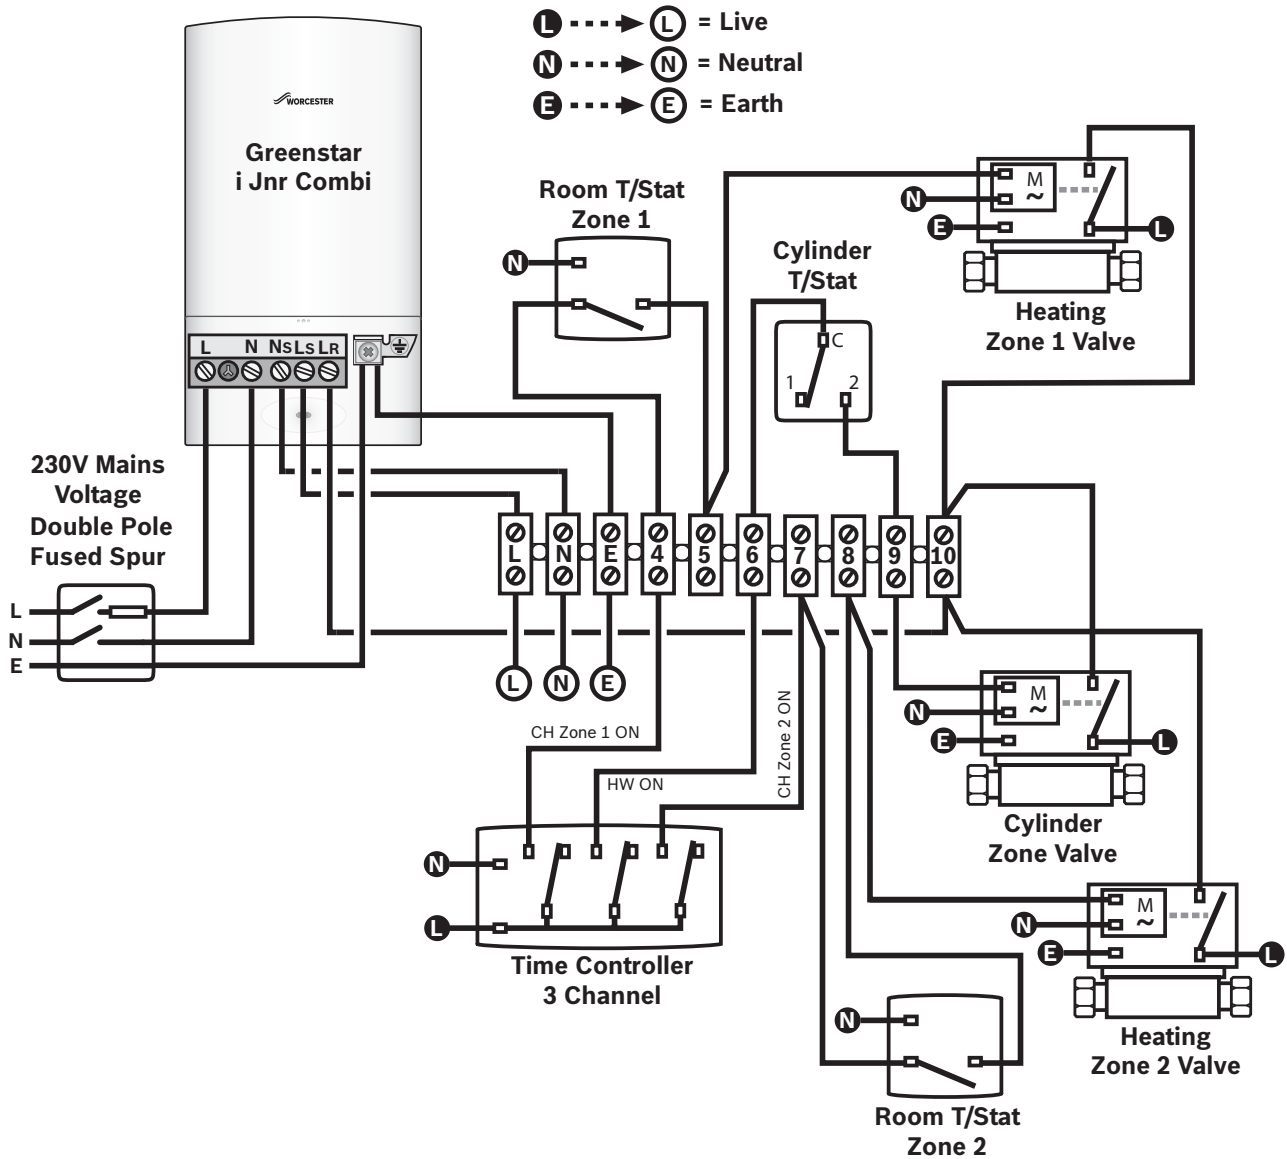 L L = Live
N N = Neutral
E E = Earth
WORCESTER
Greenstar
i Jnr Combi
L N NS LS LR
Room T/Stat
Zone 1
N
Cylinder
T/Stat
C
1 2
M
~
N
E
L
Heating
Zone 1 Valve
230V Mains
Voltage
Double Pole
Fused Spur
L
N
E
L N E 4 5 6 7 8 9 10
L N E
CH Zone 1 ON
HW ON
CH Zone 2 ON
N
L
Time Controller
3 Channel
M
~
N
E
L
Cylinder
Zone Valve
M
~
N
E
L
Heating
Zone 2 Valve
N
Room T/Stat
Zone 2